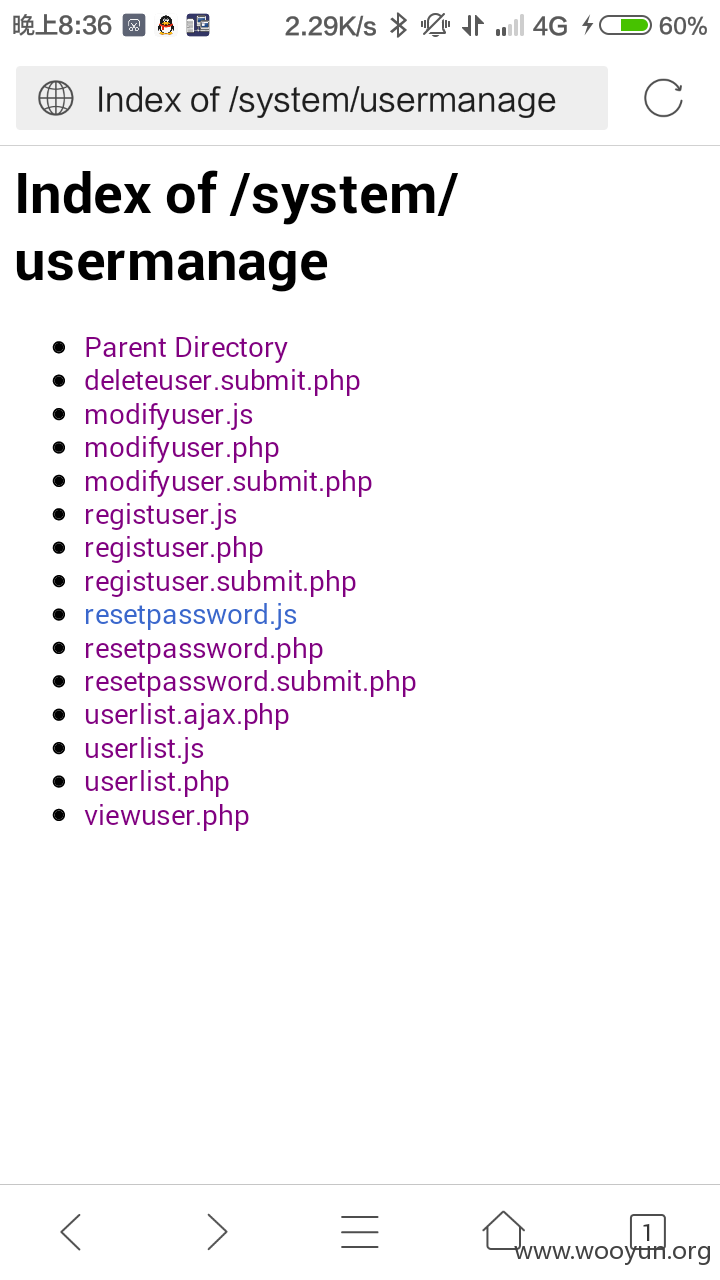 晚上8:36 2.29K/s 4G 60%
Index of /system/usermanage
Index of /system/
usermanage
Parent Directory
deleteuser.submit.php
modifyuser.js
modifyuser.php
modifyuser.submit.php
registuser.js
registuser.php
registuser.submit.php
resetpassword.js
resetpassword.php
resetpassword.submit.php
userlist.ajax.php
userlist.js
userlist.php
viewuser.php
1
www.wooyun.org